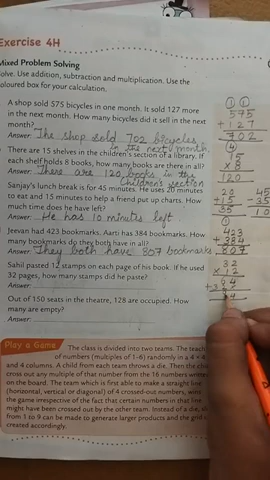 Exercise 4H
Mixed Problem Solving
olve. Use addition, subtraction and multiplication. Use the
oloured box for your calculation.
A shop sold 575 bicycles in one month. It sold 127 more
in the next month. How many bicycles did it sell in the next
month?
Answer: The shop sold 702 bicycles
in the next month.
There are 15 shelves in the children's section of a library. If
each shelf holds 8 books, how many books are there in all?
Answer: There are 120 books in the
children's section
Sanjay's lunch break is for 45 minutes. He uses 20 minutes
to eat and 15 minutes to help a friend put up charts. How
much time does he have left?
Answer: He has 10 minutes left
Jeevan had 423 bookmarks. Aarti has 384 bookmarks. How
many bookmarks do they both have in all?
Answer: They both have 807 bookmarks
Sahil pasted 12 stamps on each page of his book. If he used
32 pages, how many stamps did he paste?
Answer:
Out of 150 seats in the theatre, 128 are occupied. How
many are empty?
Answer:
1 1
575
+ 127
702
4
15
× 8
120
20
+ 15
35
45
- 35
10
1
423
+ 384
807
32
× 12
64
Play a Game
The class is divided into two teams. The teach
of numbers (multiples of 1-6) randomly in a 4 × 4
and 4 columns. A child from each team throws a die. Then the
cross out any multiple of that number from the 16 numbers written
on the board. The team which is first able to make a straight line
(horizontal, vertical or diagonal) of 4 crossed-out numbers, wins
the game irrespective of the fact that certain numbers in that line
might have been crossed out by the other team. Instead of a die,
from 1 to 9 can be made to generate larger products and the grid
created accordingly.